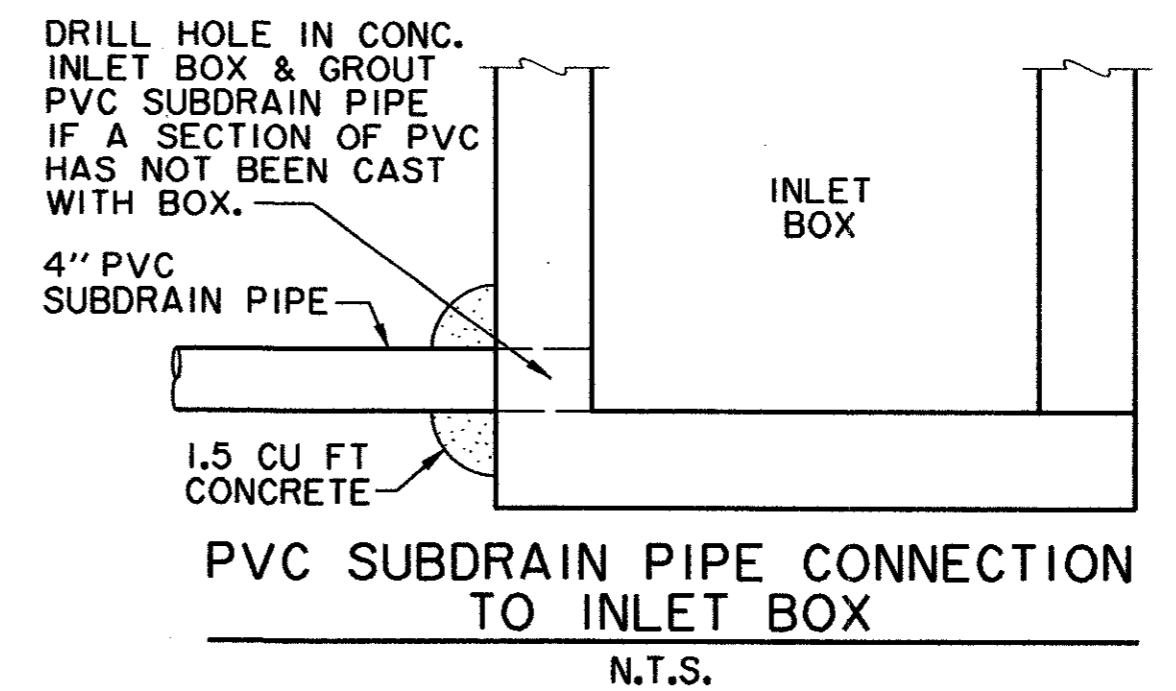 DRILL HOLE IN CONC.
INLET BOX & GROUT
PVC SUBDRAIN PIPE
IF A SECTION OF PVC
HAS NOT BEEN CAST
WITH BOX.
4" PVC
SUBDRAIN PIPE
INLET
BOX
1.5 CU FT
CONCRETE
PVC SUBDRAIN PIPE CONNECTION
TO INLET BOX
N.T.S.